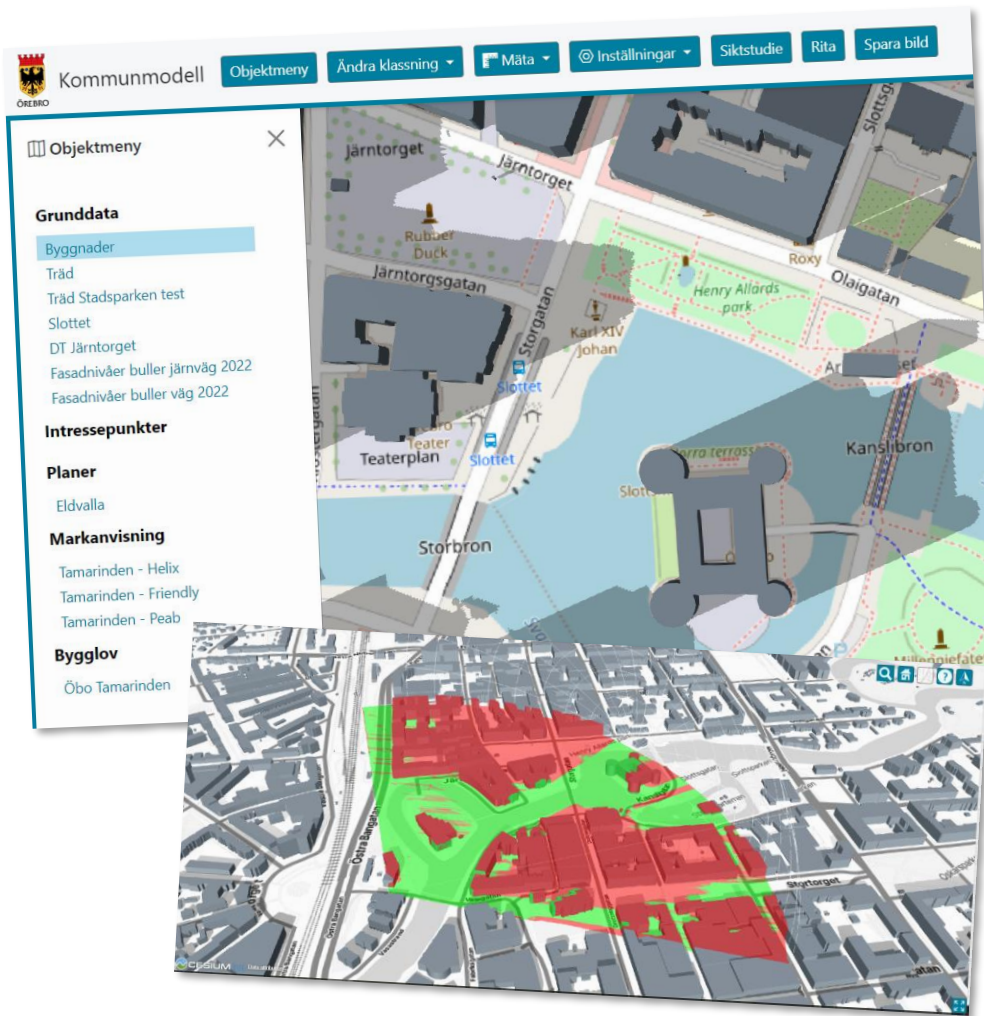 ÖREBRO
Kommunmodell
Objektmeny
Ändra klassning
Mäta
Inställningar
Siktstudie
Rita
Spara bild
Objektmeny
Grunddata
Byggnader
Träd
Träd Stadsparken test
Slottet
DT Järntorget
Fasadnivåer buller järnväg 2022
Fasadnivåer buller väg 2022
Intressepunkter
Planer
Eldvalla
Markanvisning
Tamarinden - Helix
Tamarinden - Friendly
Tamarinden - Peab
Bygglov
Öbo Tamarinden
Järntorget
Järntorget
Rubber
Duck
Järntorgsgatan
Storgatan
Karl XIV
Johan
Henry Allards
park
Roxy
Olaigatan
Slottet
Teater
Teaterplan
Slottet
Storbron
Kanslibron
P
Östra Bangatan
Östra Bangatan
Stortorget
CESIUM